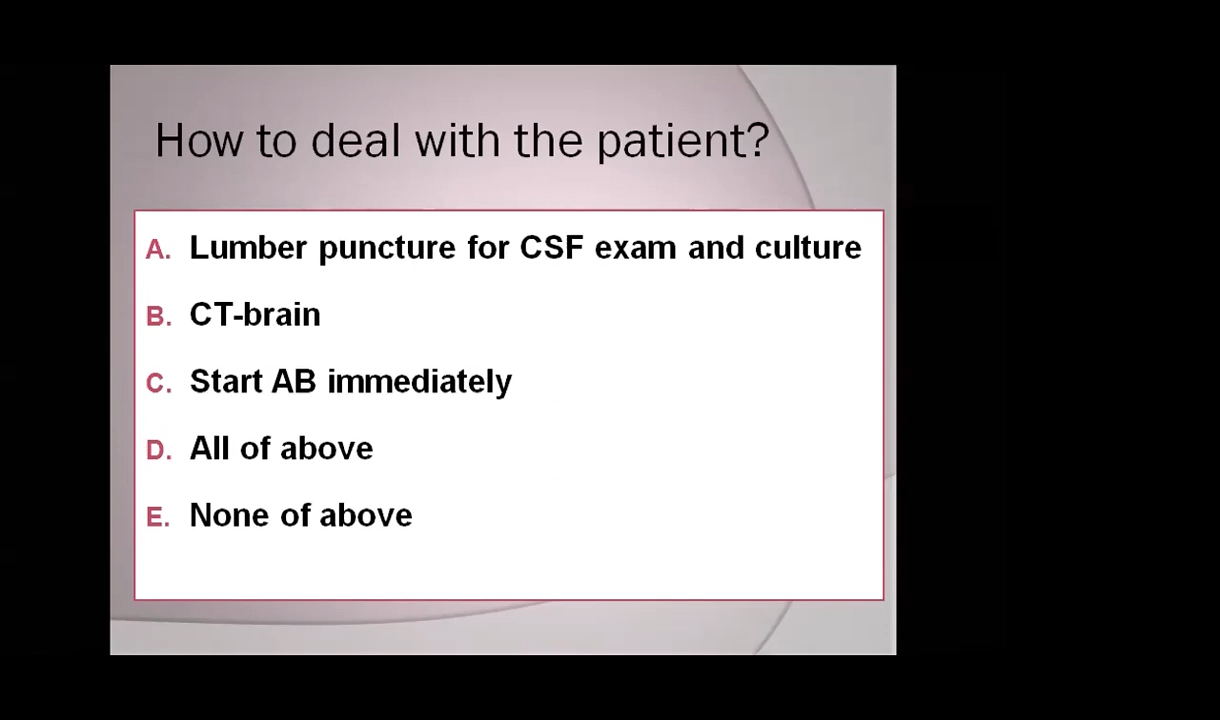 How to deal with the patient?
A. Lumber puncture for CSF exam and culture
B. CT-brain
C. Start AB immediately
D. All of above
E. None of above